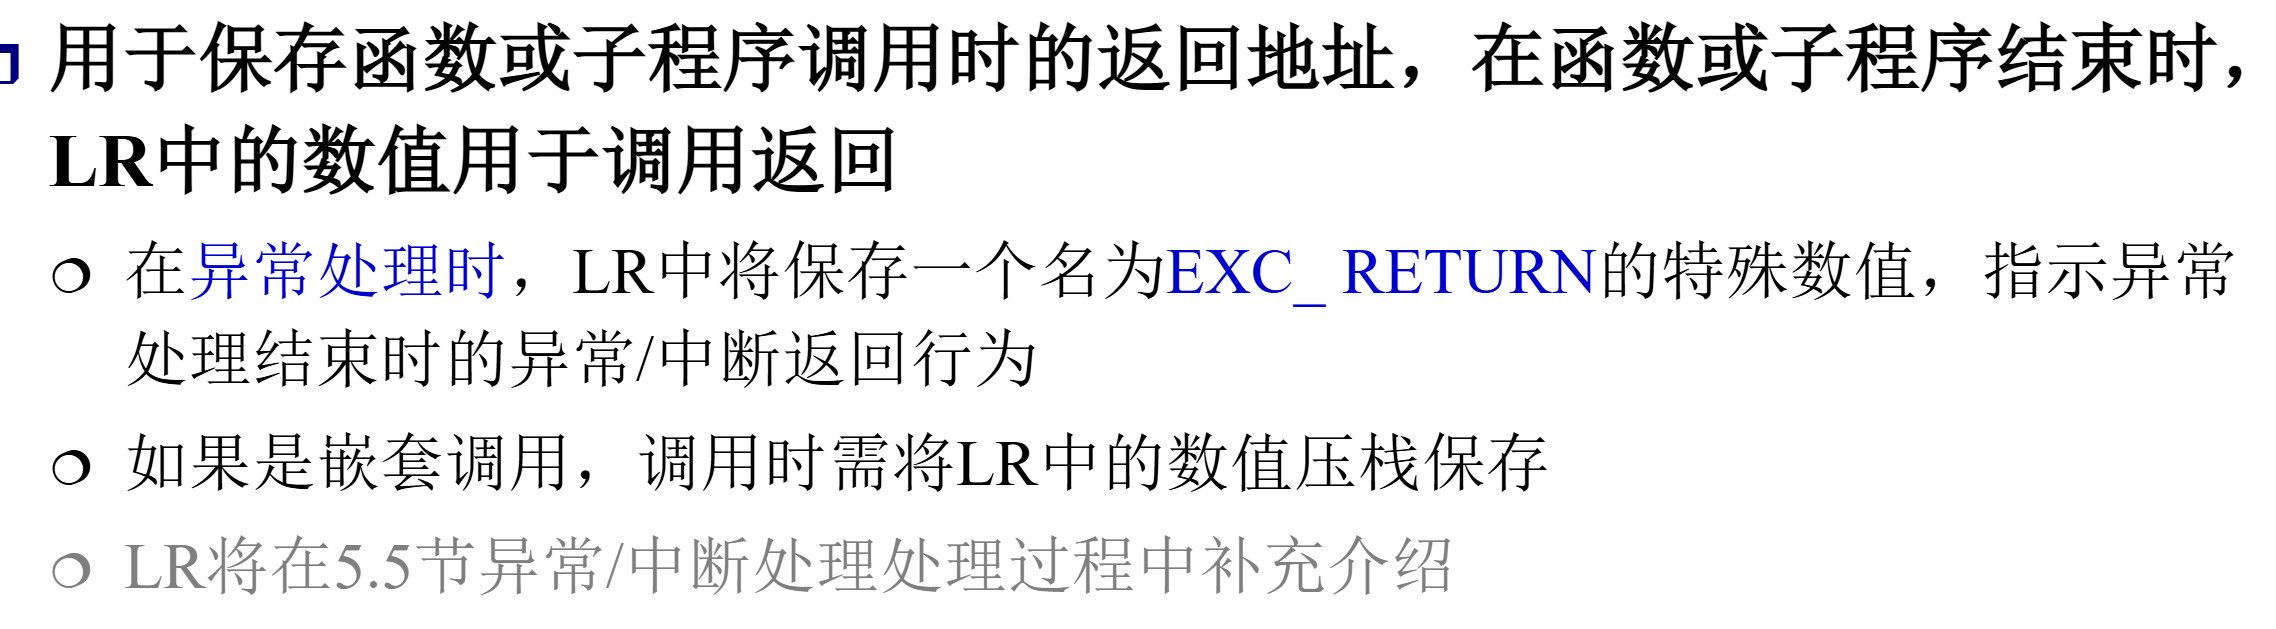 用于保存函数或子程序调用时的返回地址，在函数或子程序结束时，
LR中的数值用于调用返回
在异常处理时，LR中将保存一个名为EXC_ RETURN的特殊数值，指示异常
处理结束时的异常/中断返回行为
如果是嵌套调用，调用时需将LR中的数值压栈保存
LR将在5.5节异常/中断处理处理过程中补充介绍